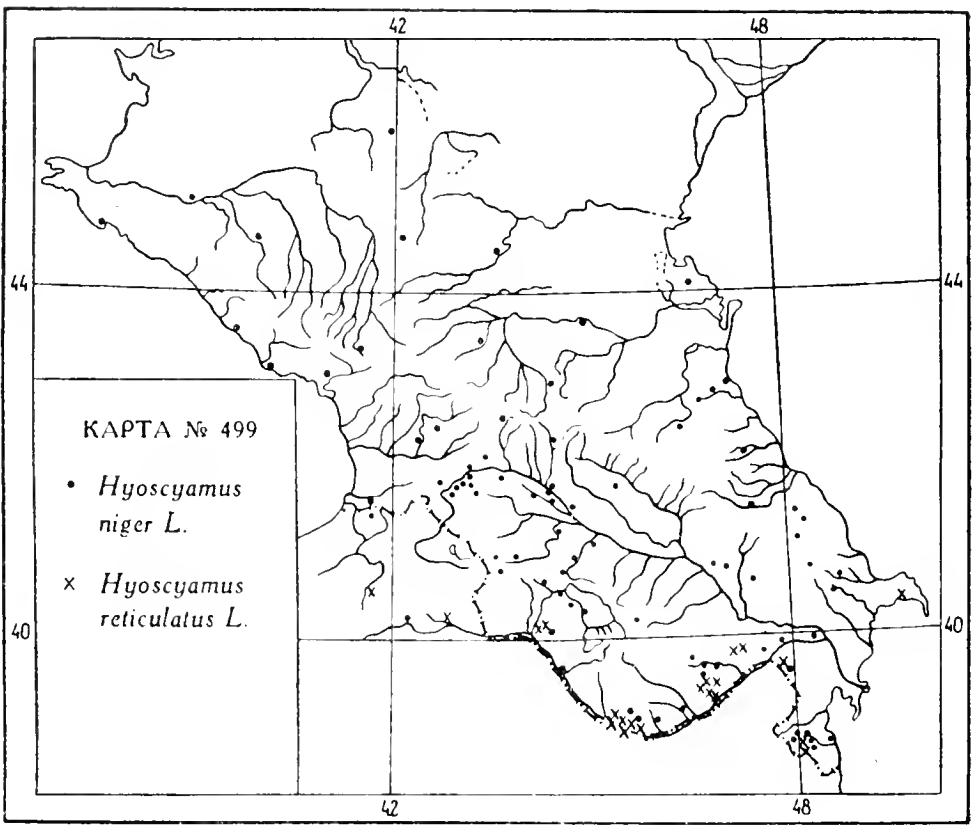 42 48
44 44
КАРТА № 499
• Hyoscyamus
niger L.
× Hyoscyamus
reticulatus L.
40 40
42 48